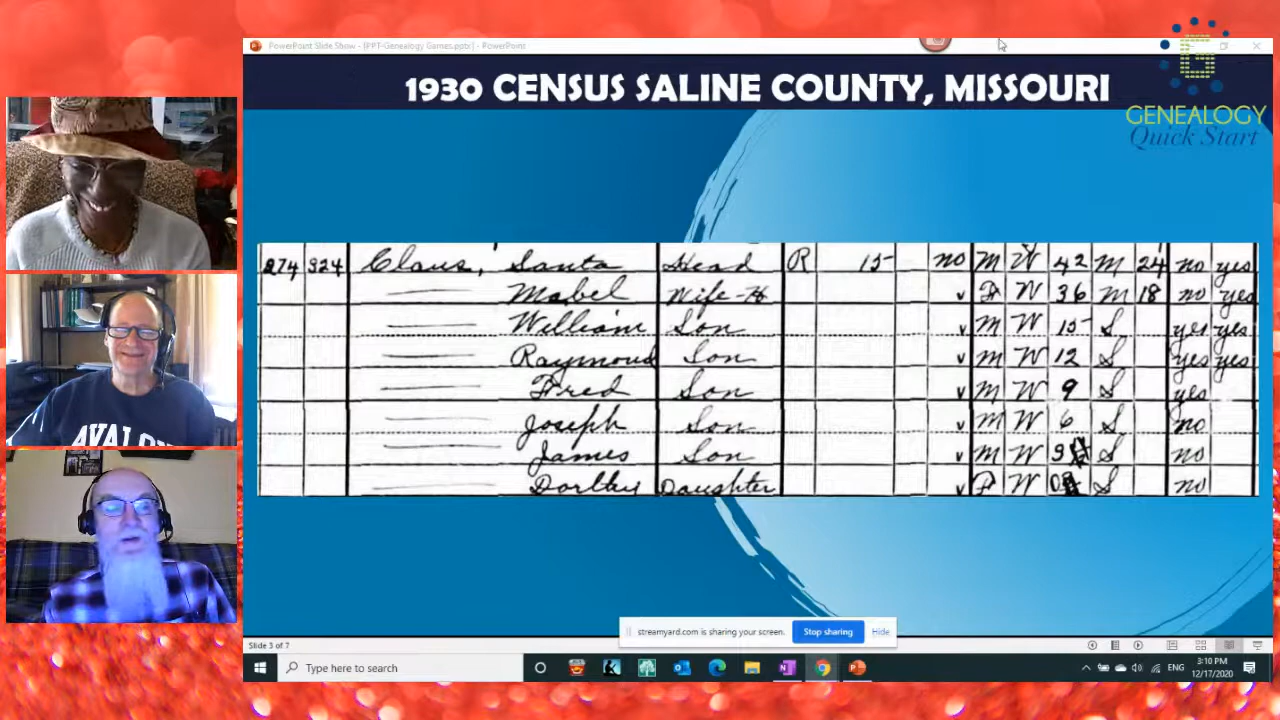 PowerPoint Slide Show - [PPT-Genealogy Games.pptx] - PowerPoint
1930 CENSUS SALINE COUNTY, MISSOURI
GENEALOGY
Quick Start
274 324 Claus, Santa Head R 15 no M W 42 M 24 no yes
Mabel Wife-H v F W 36 M 18 no yes
William Son v M W 15 S yes yes
Raymond Son v M W 12 S yes yes
Fred Son v M W 9 S yes
Joseph Son v M W 6 S no
James Son v M W S no
Daughter v F W S no
AVALON
streamyard.com is sharing your screen. Stop sharing Hide
Slide 3 of 7
Type here to search
ENG
3:10 PM
12/17/2020